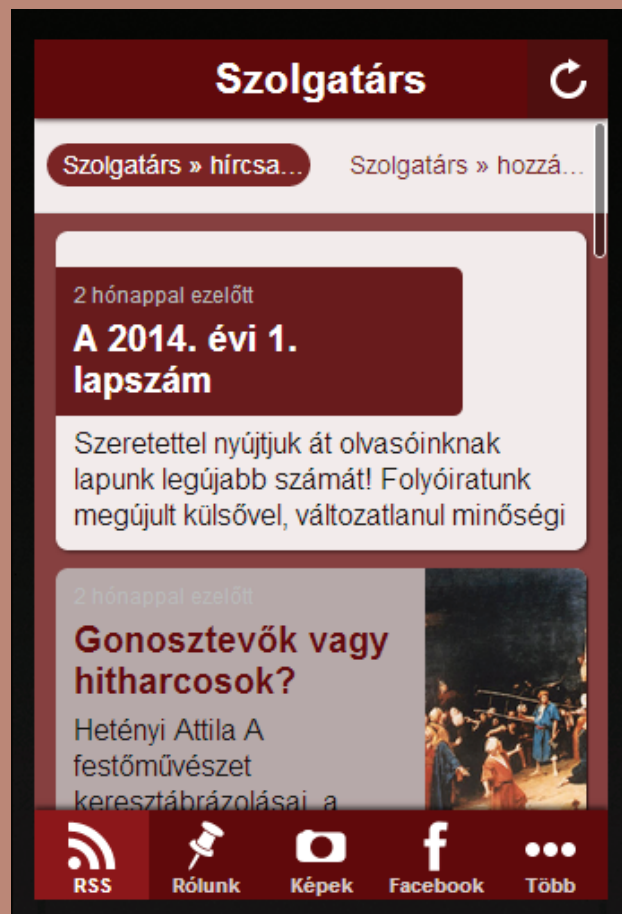 Szolgatárs
Szolgatárs » hírcsa...
Szolgatárs » hozzá...
2 hónappal ezelőtt
A 2014. évi 1.
lapszám
Szeretettel nyújtjuk át olvasóinknak
lapunk legújabb számát! Folyóiratunk
megújult külsővel, változatlanul minőségi
2 hónappal ezelőtt
Gonosztevők vagy
hitharcosok?
Hetényi Attila A
festőművészet
keresztábrázolásai, a
RSS
Rólunk
Képek
Facebook
Több